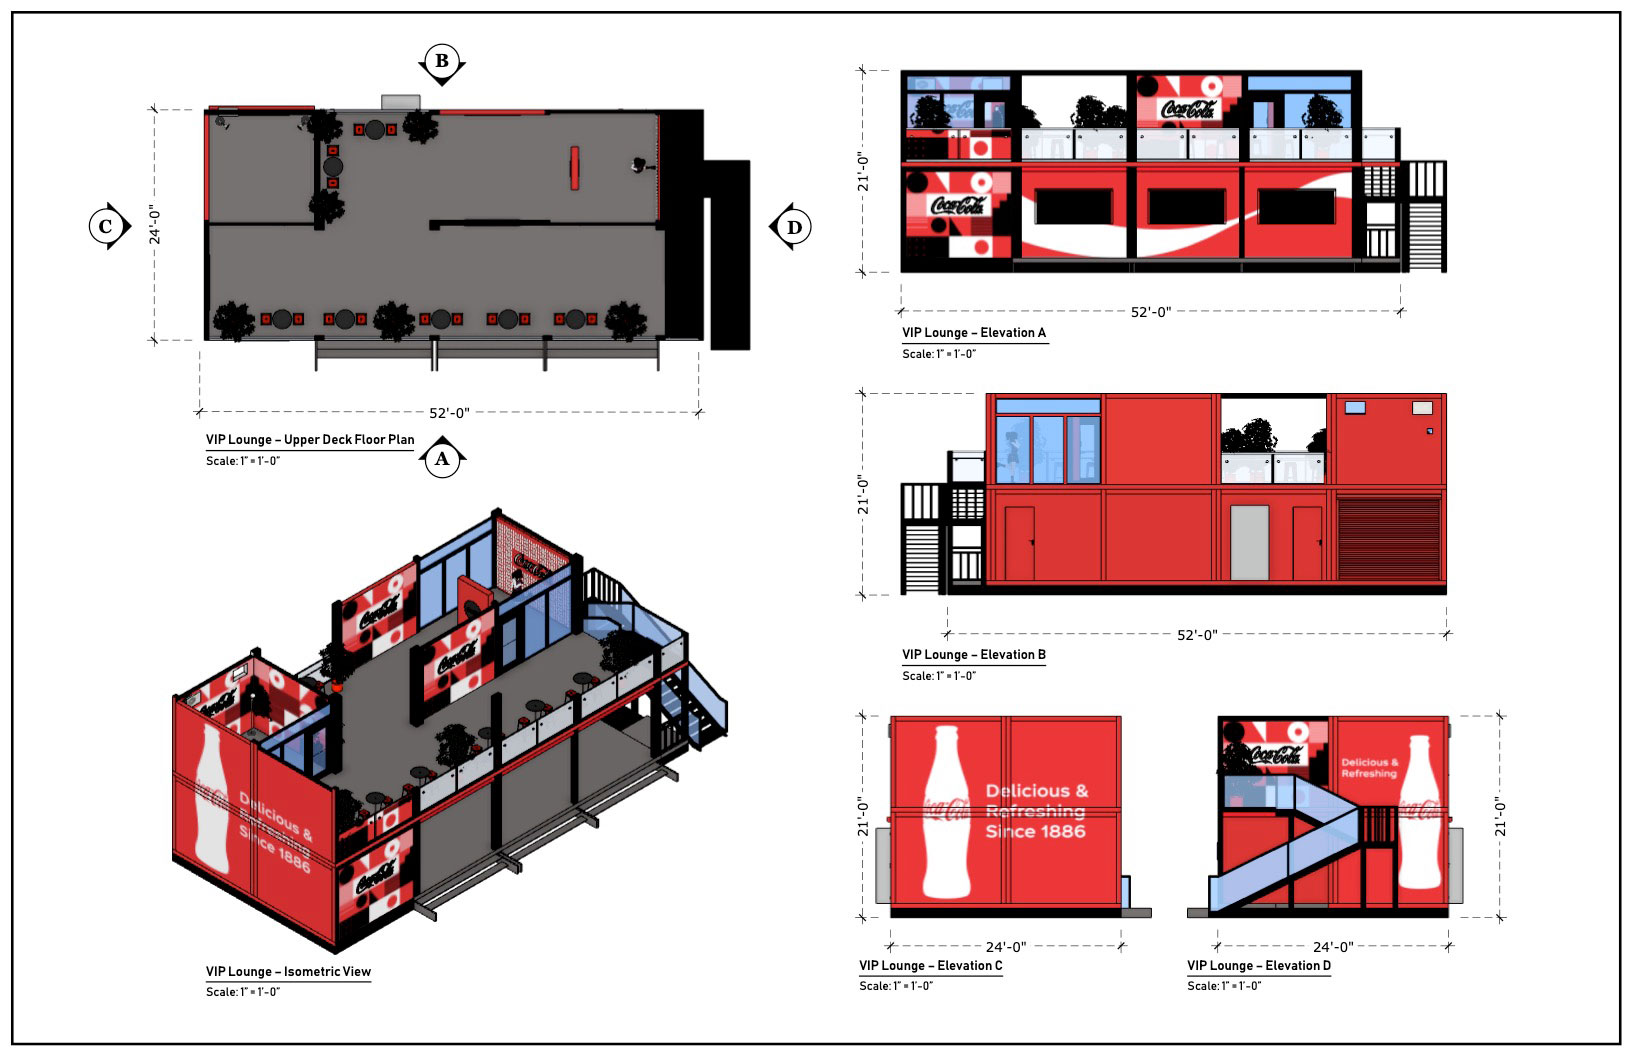 B
C
24'-0"
D
52'-0"
VIP Lounge – Upper Deck Floor Plan
Scale: 1" = 1'-0"
A
Coca-Cola
Coca-Cola
Coca-Cola
Coca-Cola
Delicious &
Refreshing
Since 1886
Coca-Cola
VIP Lounge – Isometric View
Scale: 1" = 1'-0"
21'-0"
Coca-Cola
Coca-Cola
52'-0"
VIP Lounge – Elevation A
Scale: 1" = 1'-0"
21'-0"
52'-0"
VIP Lounge – Elevation B
Scale: 1" = 1'-0"
21'-0"
Coca-Cola
Delicious &
Refreshing
Since 1886
24'-0"
VIP Lounge – Elevation C
Scale: 1" = 1'-0"
Coca-Cola
Delicious &
Refreshing
Coca-Cola
21'-0"
24'-0"
VIP Lounge – Elevation D
Scale: 1" = 1'-0"